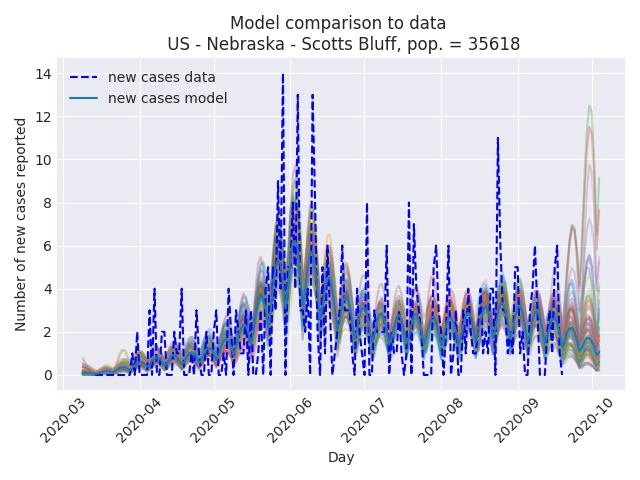 Model comparison to data
US - Nebraska - Scotts Bluff, pop. = 35618
new cases data
new cases model
Number of new cases reported
14
12
10
8
6
4
2
0
2020-03
2020-04
2020-05
2020-06
2020-07
2020-08
2020-09
2020-10
Day